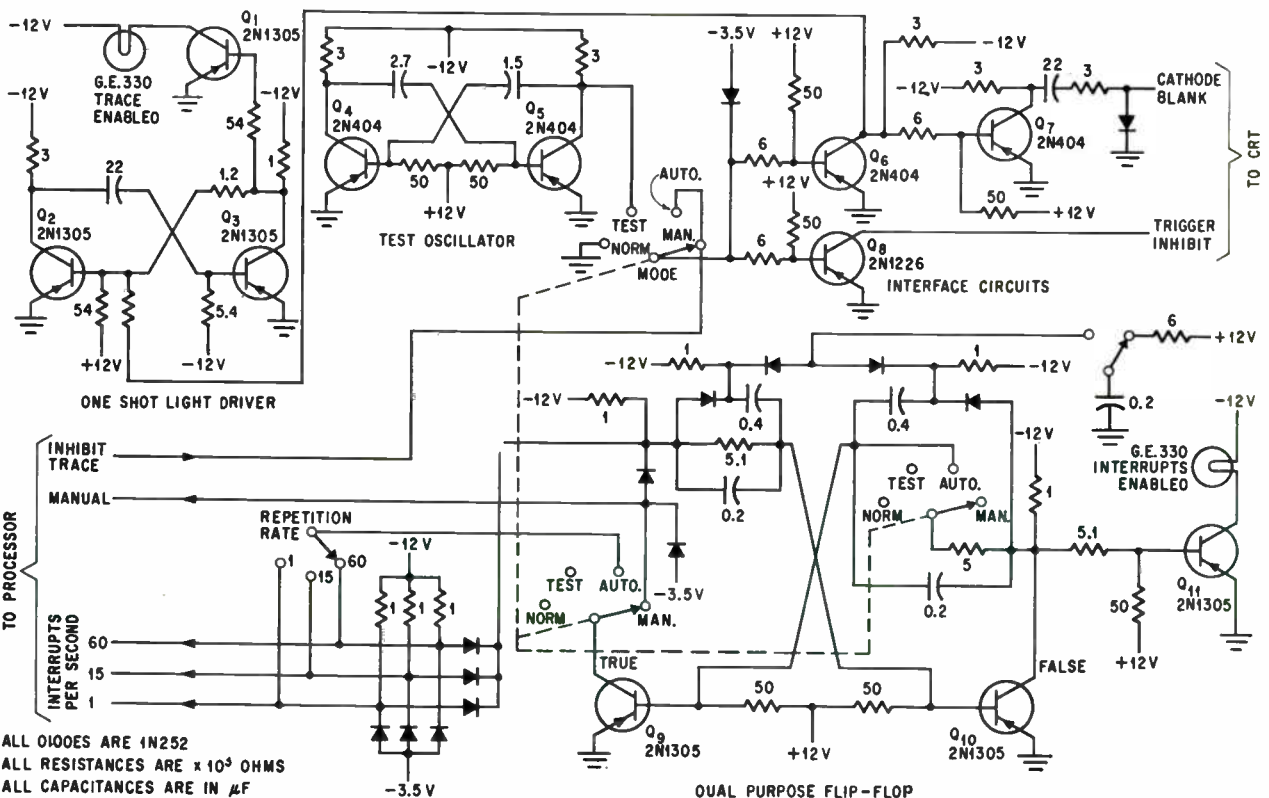 -12V
Q1
2N1305
G.E.330
TRACE
ENABLED
-12V
-12V
3
54
1
22
1.2
Q2
2N1305
Q3
2N1305
54
5.4
+12V
-12V
ONE SHOT LIGHT DRIVER
3
-12V
3
2.7
1.5
Q4
2N404
Q5
2N404
50
50
+12V
TEST OSCILLATOR
AUTO.
TEST
MAN.
NORM
MODE
-3.5V
+12V
50
6
+12V
50
6
Q6
2N404
Q8
2N1226
3
-12V
3
-12V
22
3
6
Q7
2N404
50
+12V
CATHODE
BLANK
TRIGGER
INHIBIT
TO CRT
INTERFACE CIRCUITS
6
+12V
0.2
-12V
1
1
-12V
-12V
1
0.4
5.1
0.2
0.4
TEST
AUTO.
NORM
MAN.
5
0.2
-12V
1
-12V
G.E.330
INTERRUPTS
ENABLED
5.1
Q11
2N1305
50
+12V
TO PROCESSOR
INHIBIT
TRACE
MANUAL
REPETITION
RATE
1
15
60
-12V
1
1
1
INTERRUPTS
PER SECOND
60
15
1
-3.5V
TEST
AUTO.
NORM
MAN.
-3.5V
TRUE
Q9
2N1305
50
50
+12V
FALSE
Q10
2N1305
ALL DIODES ARE 1N252
ALL RESISTANCES ARE x 10³ OHMS
ALL CAPACITANCES ARE IN µF
DUAL PURPOSE FLIP-FLOP